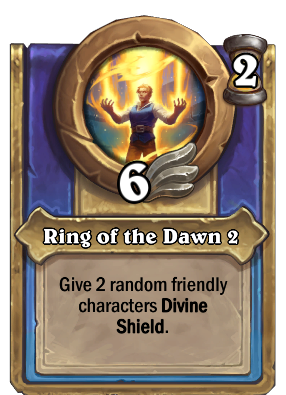 2
6
Ring of the Dawn 2
Give 2 random friendly
characters Divine
Shield.